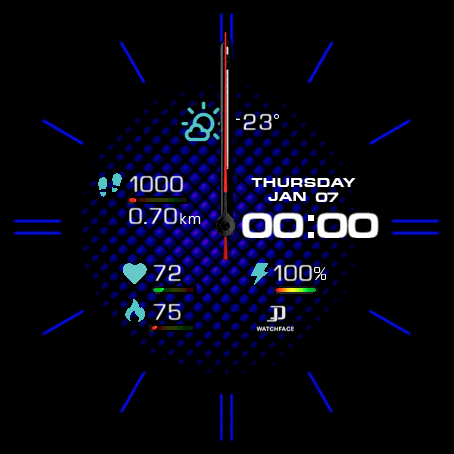 -23°
1000
0.70km
THURSDAY
JAN 07
00:00
72
100%
75
JD
WATCHFACE